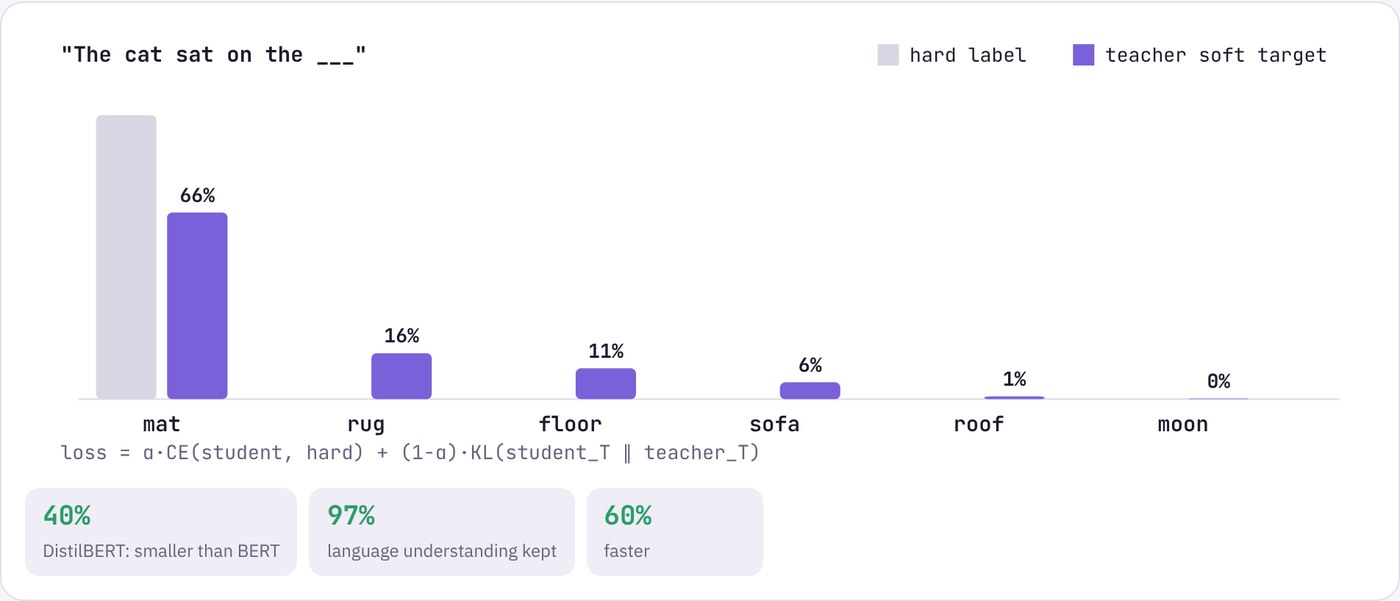 "The cat sat on the ___"
hard label
teacher soft target
66%
16%
11%
6%
1%
0%
mat
rug
floor
sofa
roof
moon
loss = α·CE(student, hard) + (1-α)·KL(student_T ‖ teacher_T)
40%
DistilBERT: smaller than BERT
97%
language understanding kept
60%
faster